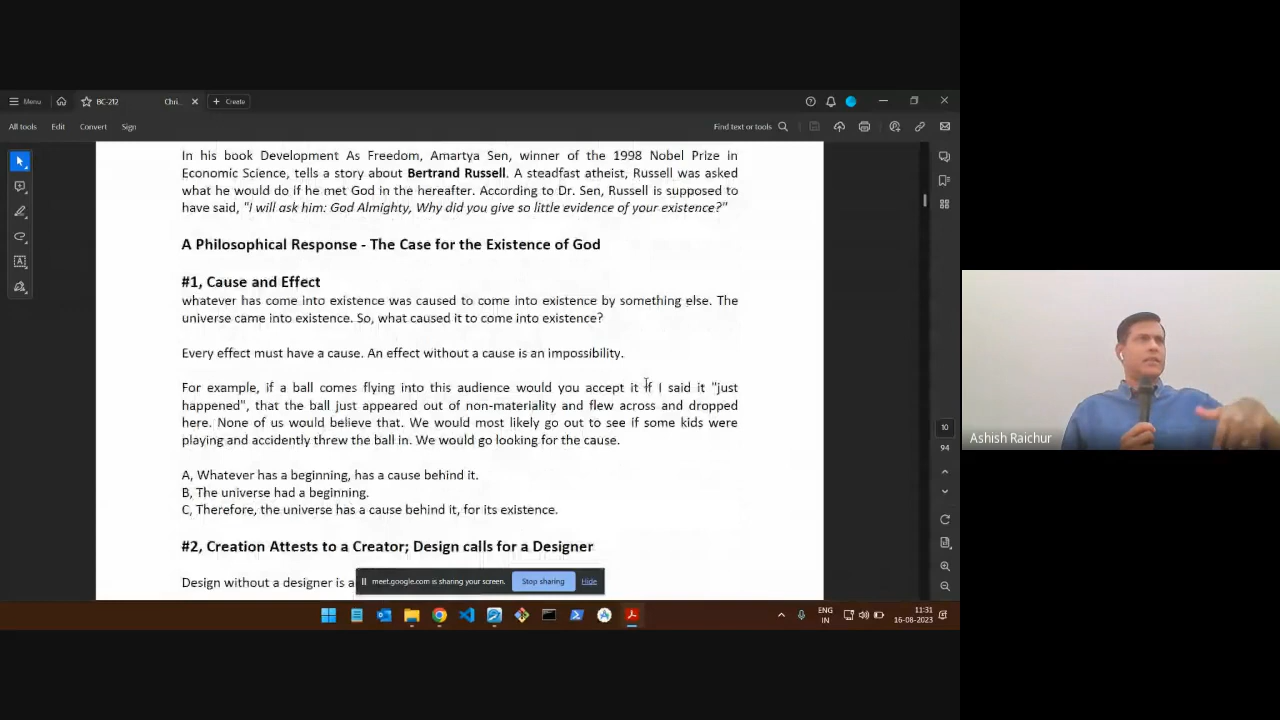 Menu
BC-212
Chri...
Create
All tools
Edit
Convert
Sign
Find text or tools
In his book Development As Freedom, Amartya Sen, winner of the 1998 Nobel Prize in
Economic Science, tells a story about Bertrand Russell. A steadfast atheist, Russell was asked
what he would do if he met God in the hereafter. According to Dr. Sen, Russell is supposed to
have said, "I will ask him: God Almighty, Why did you give so little evidence of your existence?"
A Philosophical Response - The Case for the Existence of God
#1, Cause and Effect
whatever has come into existence was caused to come into existence by something else. The
universe came into existence. So, what caused it to come into existence?
Every effect must have a cause. An effect without a cause is an impossibility.
For example, if a ball comes flying into this audience would you accept it if I said it "just
happened", that the ball just appeared out of non-materiality and flew across and dropped
here. None of us would believe that. We would most likely go out to see if some kids were
playing and accidently threw the ball in. We would go looking for the cause.
A, Whatever has a beginning, has a cause behind it.
B, The universe had a beginning.
C, Therefore, the universe has a cause behind it, for its existence.
#2, Creation Attests to a Creator; Design calls for a Designer
Design without a designer is a
meet.google.com is sharing your screen.
Stop sharing
Hide
10
94
ENG
IN
11:31
16-08-2023
Ashish Raichur